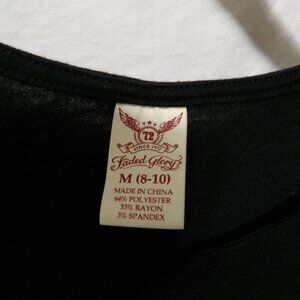 72
SINCE 1972
Faded Glory
M (8-10)
MADE IN CHINA
64% POLYESTER
33% RAYON
3% SPANDEX